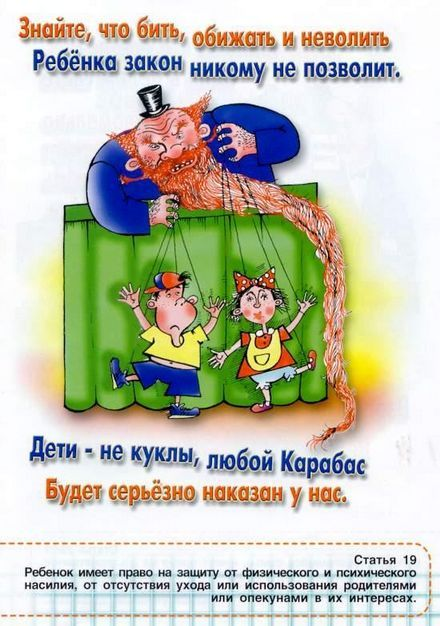 Знайте, что бить, обижать и неволить
Ребёнка закон никому не позволит.
Дети - не куклы, любой Карабас
Будет серьёзно наказан у нас.
Статья 19
Ребенок имеет право на защиту от физического и психического
насилия, от отсутствия ухода или использования родителями
или опекунами в их интересах.